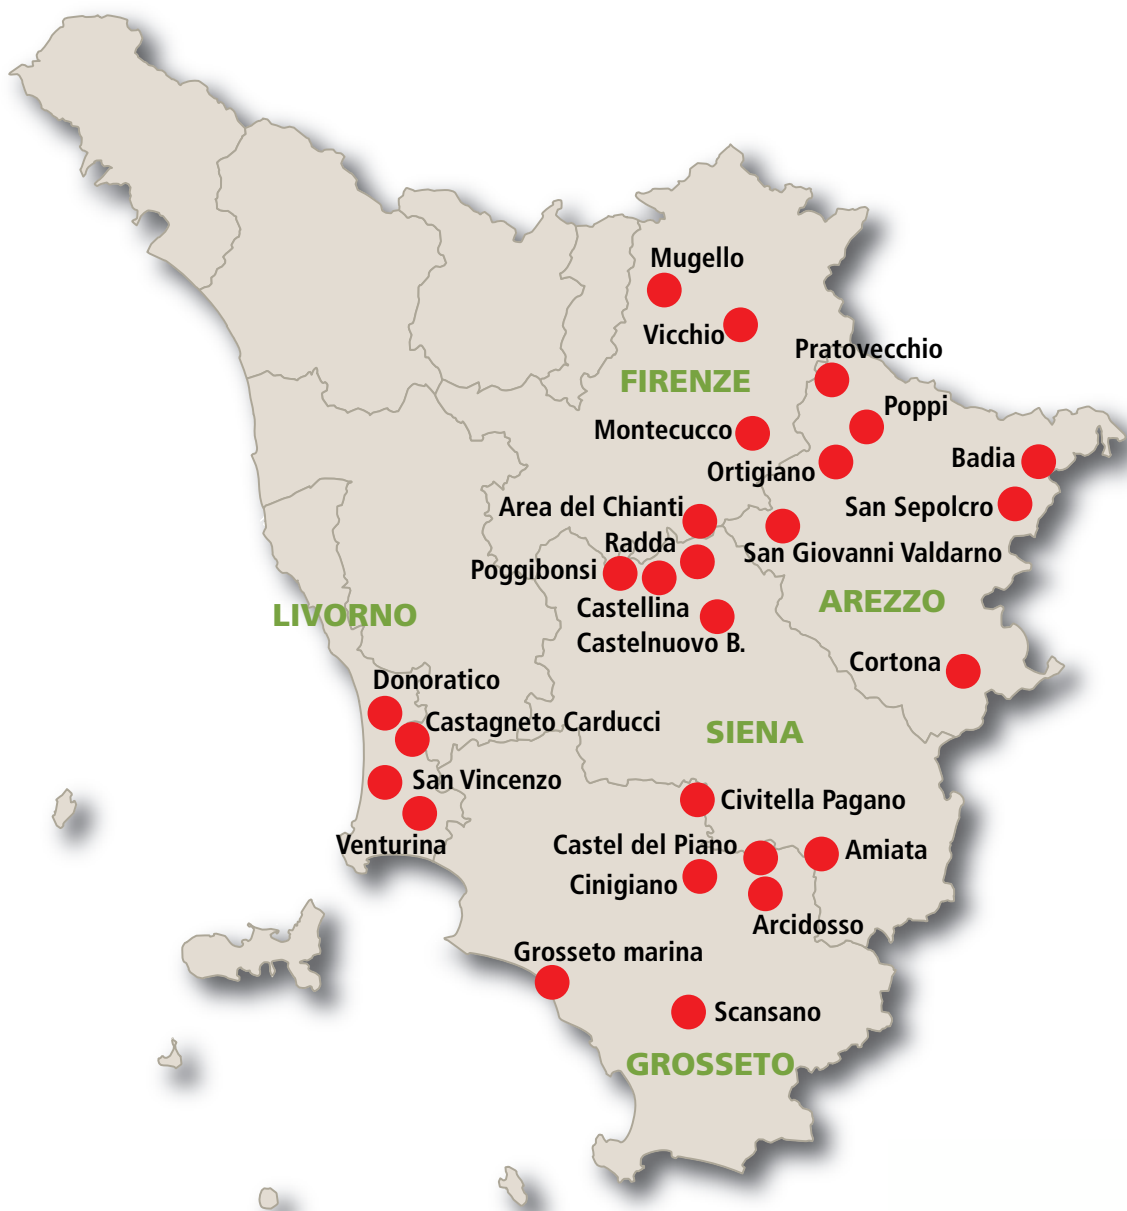 Mugello
Vicchio
Pratovecchio
FIRENZE
Poppi
Montecucco
Ortigiano
Badia
Area del Chianti
San Sepolcro
Radda
San Giovanni Valdarno
Poggibonsi
Castellina
AREZZO
LIVORNO
Castelnuovo B.
Cortona
Donoratico
Castagneto Carducci
SIENA
San Vincenzo
Civitella Pagano
Venturina
Castel del Piano
Amiata
Cinigiano
Arcidosso
Grosseto marina
Scansano
GROSSETO